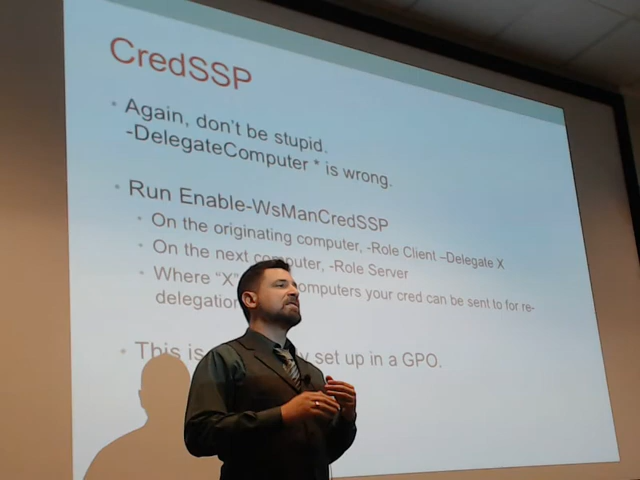 CredSSP
• Again, don't be stupid.
-DelegateComputer * is wrong.
• Run Enable-WsManCredSSP
• On the originating computer, -Role Client –Delegate X
• On the next computer, -Role Server
• Where "X" computers your cred can be sent to for re-
delegation
• This is set up in a GPO.